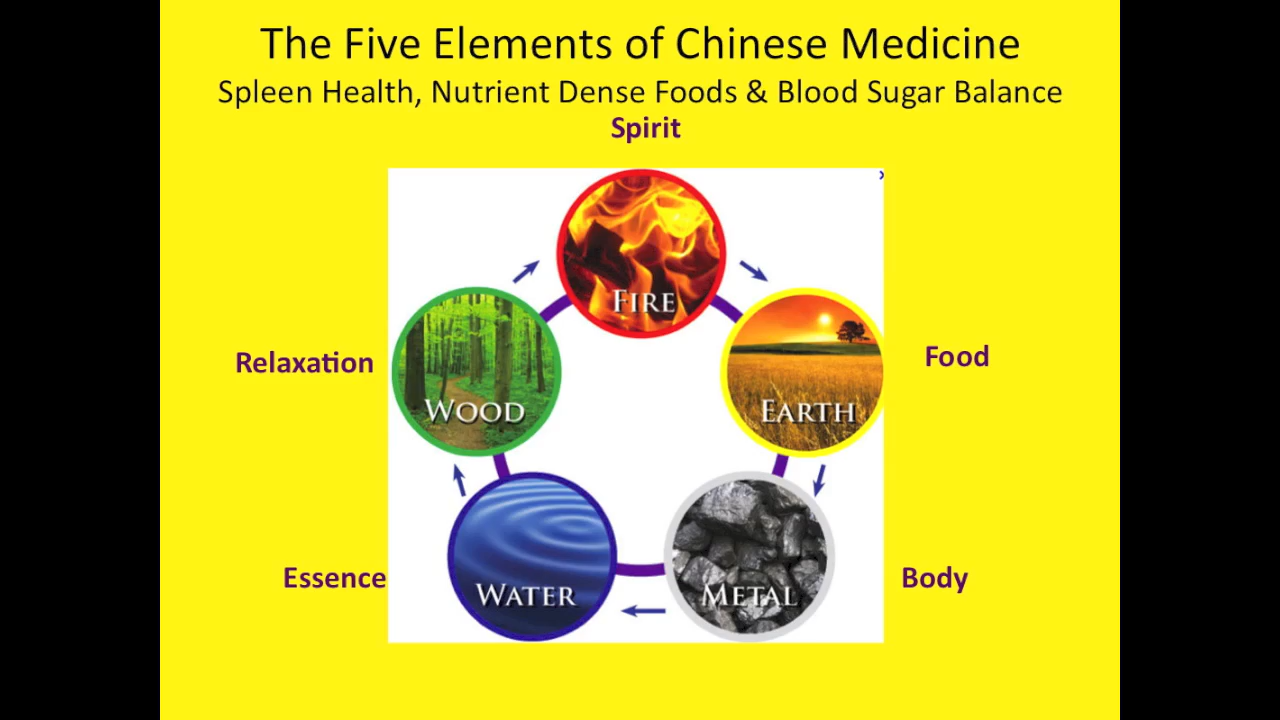 The Five Elements of Chinese Medicine
Spleen Health, Nutrient Dense Foods & Blood Sugar Balance
Spirit
FIRE
Relaxation
WOOD
EARTH
Food
Essence
WATER
METAL
Body